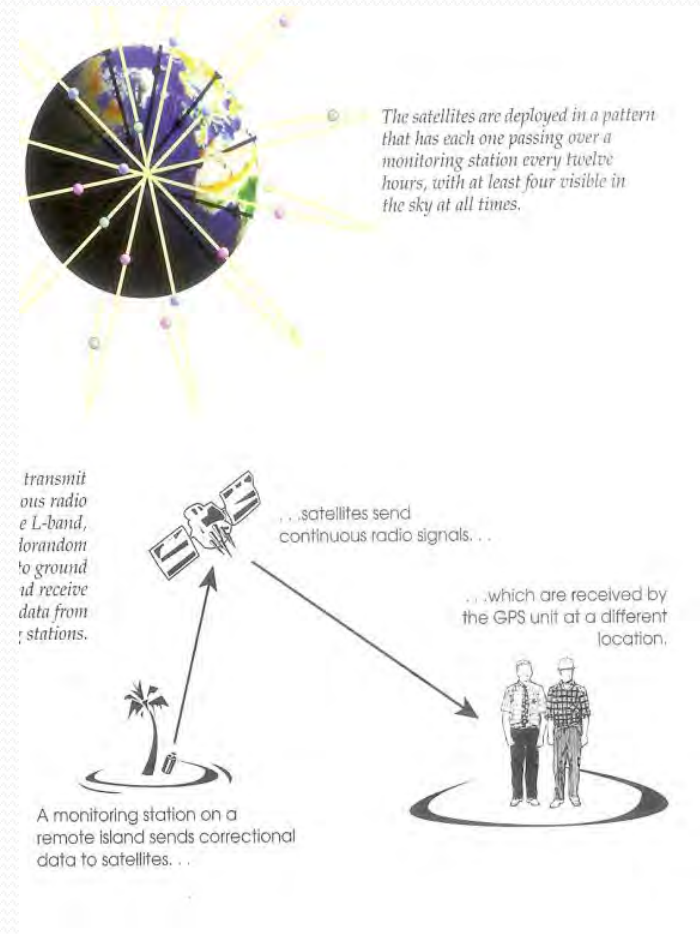 The satellites are deployed in a pattern
that has each one passing over a
monitoring station every twelve
hours, with at least four visible in
the sky at all times.
transmit
ous radio
e L-band,
dorandom
to ground
nd receive
data from
stations.
. . .satellites send
continuous radio signals. . .
. . .which are received by
the GPS unit at a different
location.
A monitoring station on a
remote island sends correctional
data to satellites. . .